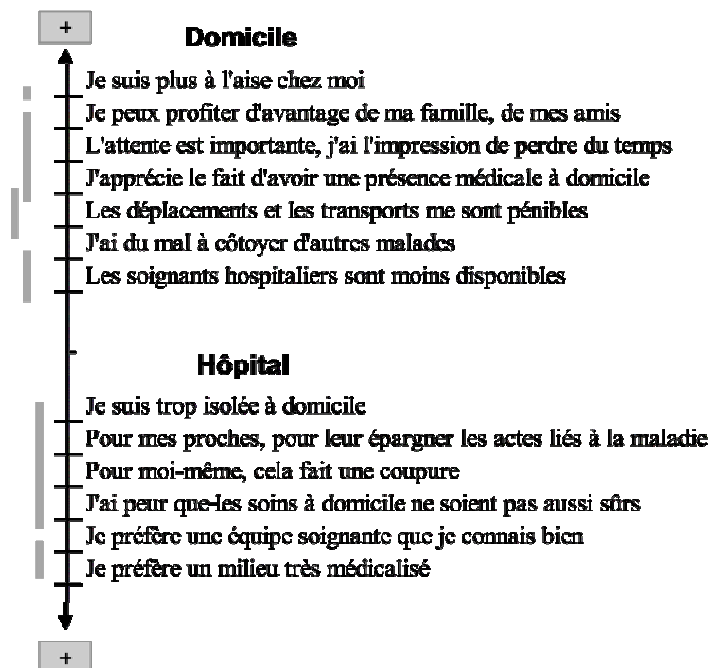 +
Domicile
Je suis plus à l'aise chez moi
Je peux profiter d'avantage de ma famille, de mes amis
L'attente est importante, j'ai l'impression de perdre du temps
J'apprécie le fait d'avoir une présence médicale à domicile
Les déplacements et les transports me sont pénibles
J'ai du mal à côtoyer d'autres malades
Les soignants hospitaliers sont moins disponibles
Hôpital
Je suis trop isolée à domicile
Pour mes proches, pour leur épargner les actes liés à la maladie
Pour moi-même, cela fait une coupure
J'ai peur que les soins à domicile ne soient pas aussi sûrs
Je préfère une équipe soignante que je connais bien
Je préfère un milieu très médicalisé
+